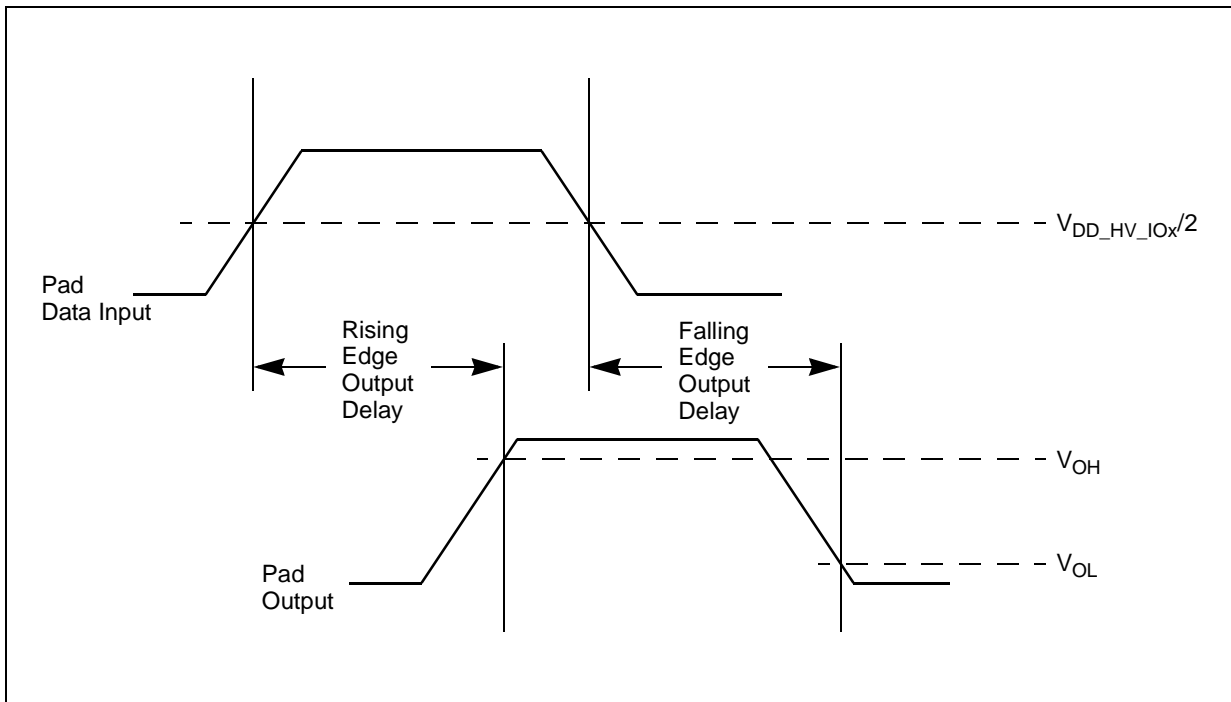 V_DD_HV_IOx/2
Pad
Data Input
Rising
Edge
Output
Delay
Falling
Edge
Output
Delay
V_OH
V_OL
Pad
Output